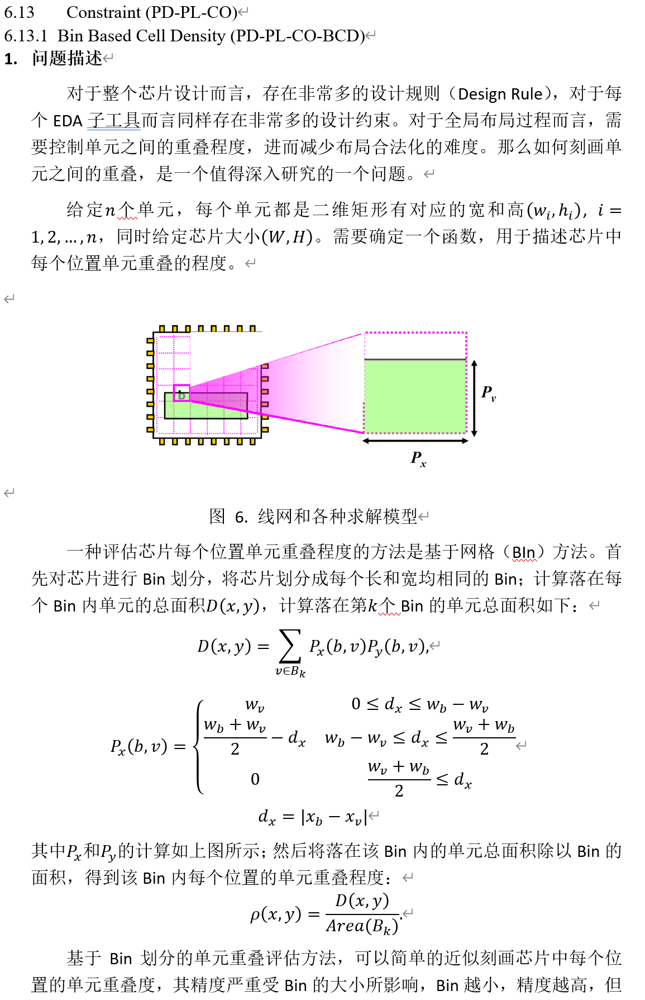 6.13 Constraint (PD-PL-CO)
6.13.1 Bin Based Cell Density (PD-PL-CO-BCD)
1. 问题描述
对于整个芯片设计而言，存在非常多的设计规则（Design Rule），对于每
个 EDA 子工具而言同样存在非常多的设计约束。对于全局布局过程而言，需
要控制单元之间的重叠程度，进而减少布局合法化的难度。那么如何刻画单
元之间的重叠，是一个值得深入研究的一个问题。
给定n个单元，每个单元都是二维矩形有对应的宽和高(w_i, h_i), i =
1, 2, … , n，同时给定芯片大小(W, H)。需要确定一个函数，用于描述芯片中
每个位置单元重叠的程度。
b
P_y
P_x
图 6. 线网和各种求解模型
一种评估芯片每个位置单元重叠程度的方法是基于网格（BIn）方法。首
先对芯片进行 Bin 划分，将芯片划分成每个长和宽均相同的 Bin；计算落在每
个 Bin 内单元的总面积D(x, y)，计算落在第k个 Bin 的单元总面积如下：
D(x, y) = ∑_{v∈B_k} P_x(b, v)P_y(b, v),
P_x(b, v) = {
w_v 0 ≤ d_x ≤ w_b − w_v
(w_b + w_v)/2 − d_x w_b − w_v ≤ d_x ≤ (w_v + w_b)/2
0 (w_v + w_b)/2 ≤ d_x
d_x = |x_b − x_v|
其中P_x和P_y的计算如上图所示；然后将落在该 Bin 内的单元总面积除以 Bin 的
面积，得到该 Bin 内每个位置的单元重叠程度：
ρ(x, y) = D(x, y)/Area(B_k).
基于 Bin 划分的单元重叠评估方法，可以简单的近似刻画芯片中每个位
置的单元重叠度，其精度严重受 Bin 的大小所影响，Bin 越小，精度越高，但